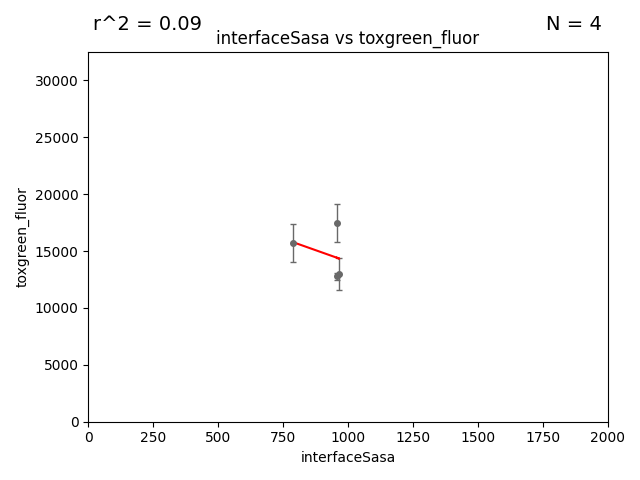 r^2 = 0.09
N = 4
interfaceSasa vs toxgreen_fluor
30000
25000
20000
15000
10000
5000
0
toxgreen_fluor
0 250 500 750 1000 1250 1500 1750 2000
interfaceSasa